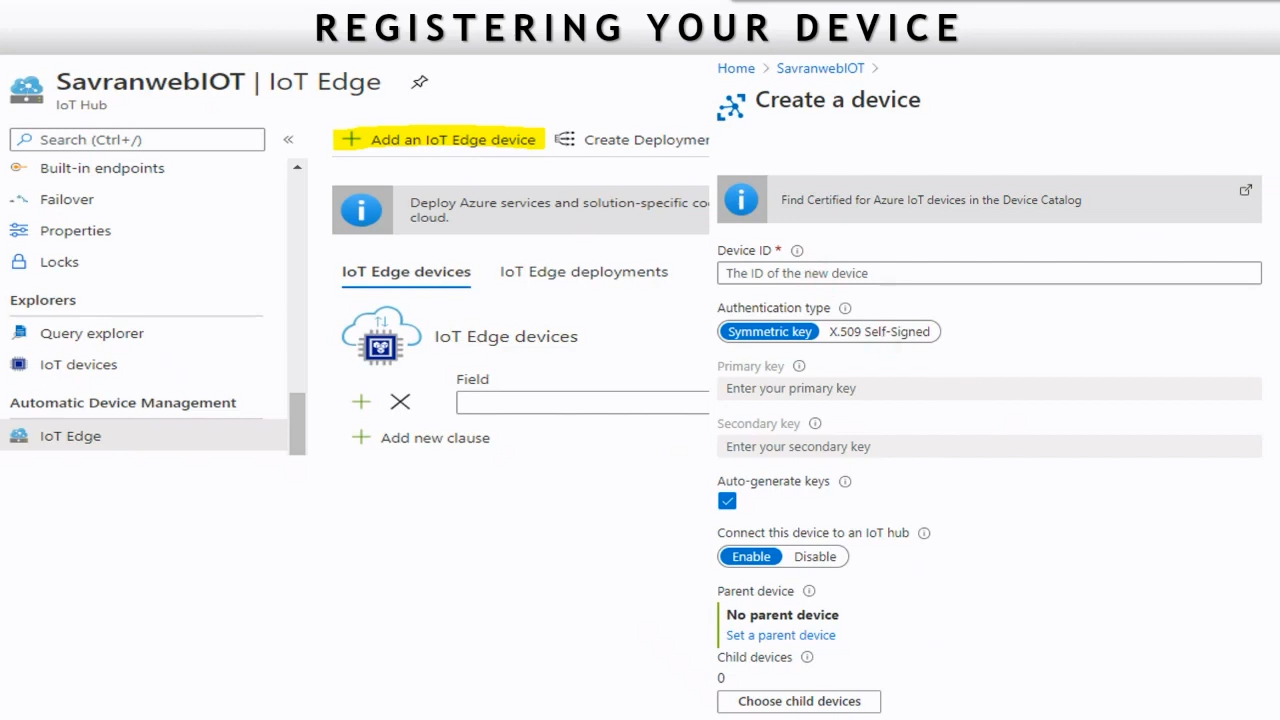 REGISTERING YOUR DEVICE
SavranwebIOT | IoT Edge
IoT Hub
Search (Ctrl+/)
«
Built-in endpoints
Failover
Properties
Locks
Explorers
Query explorer
IoT devices
Automatic Device Management
IoT Edge
Add an IoT Edge device
Create Deploymer
Deploy Azure services and solution-specific co
cloud.
IoT Edge devices
IoT Edge deployments
IoT Edge devices
Field
Add new clause
Home > SavranwebIOT >
Create a device
Find Certified for Azure IoT devices in the Device Catalog
Device ID *
The ID of the new device
Authentication type
Symmetric key X.509 Self-Signed
Primary key
Enter your primary key
Secondary key
Enter your secondary key
Auto-generate keys
Connect this device to an IoT hub
Enable Disable
Parent device
No parent device
Set a parent device
Child devices
0
Choose child devices